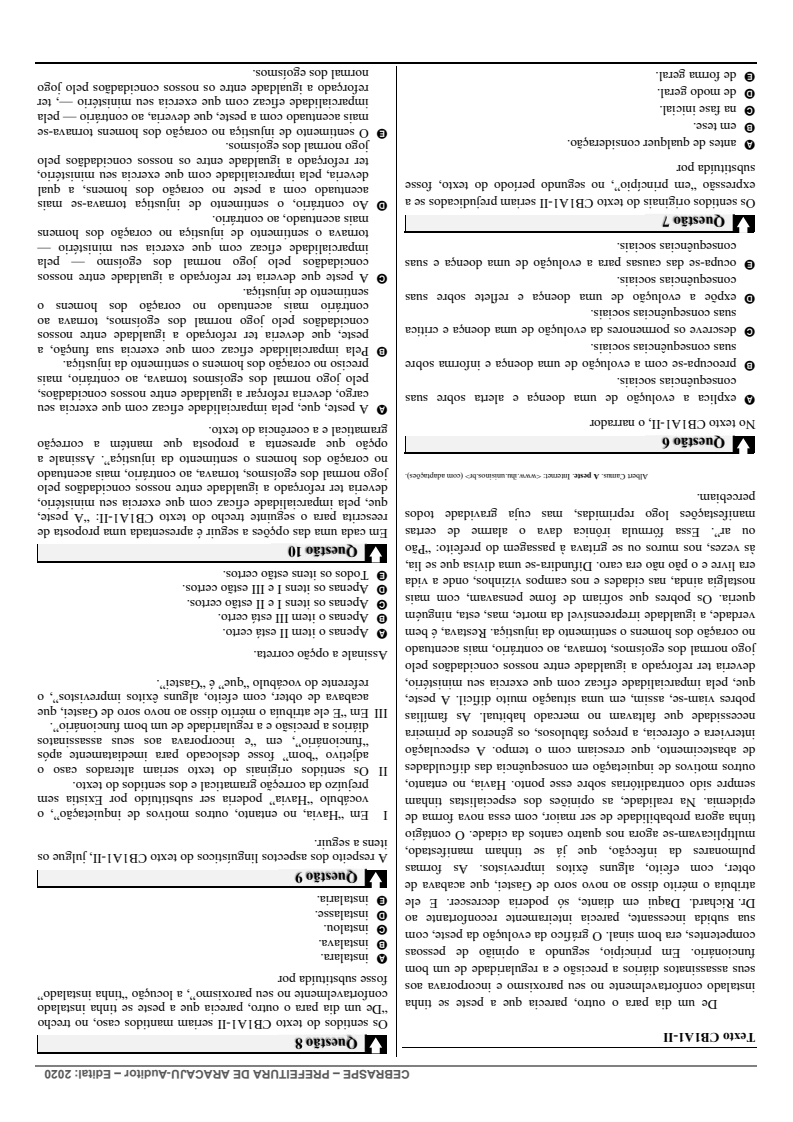 CEBRASPE – PREFEITURA DE ARACAJU-Auditor – Edital: 2020
Texto CB1A1-II
De um dia para o outro, parecia que a peste se tinha
instalado confortavelmente no seu paroxismo e incorporava aos
seus assassinatos diários a precisão e a regularidade de um bom
funcionário. Em princípio, segundo a opinião de pessoas
competentes, era bom sinal. O gráfico da evolução da peste, com
sua subida incessante, parecia inteiramente reconfortante ao
Dr. Richard. Daqui em diante, só poderia decrescer. E ele
atribuía o mérito disso ao novo soro de Gastei, que acabava de
obter, com efeito, alguns êxitos imprevistos. As formas
pulmonares da infecção, que já se tinham manifestado,
multiplicavam-se agora nos quatro cantos da cidade. O contágio
tinha agora probabilidade de ser maior, com essa nova forma de
epidemia. Na realidade, as opiniões dos especialistas tinham
sempre sido contraditórias sobre esse ponto. Havia, no entanto,
outros motivos de inquietação em consequência das dificuldades
de abastecimento, que cresciam com o tempo. A especulação
interviera e oferecia, a preços fabulosos, os gêneros de primeira
necessidade que faltavam no mercado habitual. As famílias
pobres viam-se, assim, em uma situação muito difícil. A peste,
que, pela imparcialidade eficaz com que exercia seu ministério,
deveria ter reforçado a igualdade entre nossos concidadãos pelo
jogo normal dos egoísmos, tornava, ao contrário, mais acentuado
no coração dos homens o sentimento da injustiça. Restava, é bem
verdade, a igualdade irrepreensível da morte, mas, esta, ninguém
queria. Os pobres que sofriam de fome pensavam, com mais
nostalgia ainda, nas cidades e nos campos vizinhos, onde a vida
era livre e o pão não era caro. Difundira-se uma divisa que se lia,
às vezes, nos muros ou se gritava à passagem do prefeito: “Pão
ou ar”. Essa fórmula irônica dava o alarme de certas
manifestações logo reprimidas, mas cuja gravidade todos
percebiam.
Albert Camus. A peste. Internet: <www.ihu.unisinos.br> (com adaptações).
Questão 6
No texto CB1A1-II, o narrador
A explica a evolução de uma doença e alerta sobre suas
consequências sociais.
B preocupa-se com a evolução de uma doença e informa sobre
suas consequências sociais.
C descreve os pormenores da evolução de uma doença e critica
suas consequências sociais.
D expõe a evolução de uma doença e reflete sobre suas
consequências sociais.
E ocupa-se das causas para a evolução de uma doença e suas
consequências sociais.
Questão 7
Os sentidos originais do texto CB1A1-II seriam prejudicados se a
expressão “em princípio”, no segundo período do texto, fosse
substituída por
A antes de qualquer consideração.
B em tese.
C na fase inicial.
D de modo geral.
E de forma geral.
Questão 8
Os sentidos do texto CB1A1-II seriam mantidos caso, no trecho
“De um dia para o outro, parecia que a peste se tinha instalado
confortavelmente no seu paroxismo”, a locução “tinha instalado”
fosse substituída por
A instalara.
B instalava.
C instalou.
D instalasse.
E instalaria.
Questão 9
A respeito dos aspectos linguísticos do texto CB1A1-II, julgue os
itens a seguir.
I Em “Havia, no entanto, outros motivos de inquietação”, o
vocábulo “Havia” poderia ser substituído por Existia sem
prejuízo da correção gramatical e dos sentidos do texto.
II Os sentidos originais do texto seriam alterados caso o
adjetivo “bom” fosse deslocado para imediatamente após
“funcionário”, em “e incorporava aos seus assassinatos
diários a precisão e a regularidade de um bom funcionário”.
III Em “E ele atribuía o mérito disso ao novo soro de Gastei, que
acabava de obter, com efeito, alguns êxitos imprevistos”, o
referente do vocábulo “que” é “Gastei”.
Assinale a opção correta.
A Apenas o item II está certo.
B Apenas o item III está certo.
C Apenas os itens I e II estão certos.
D Apenas os itens I e III estão certos.
E Todos os itens estão certos.
Questão 10
Em cada uma das opções a seguir é apresentada uma proposta de
reescrita para o seguinte trecho do texto CB1A1-II: “A peste,
que, pela imparcialidade eficaz com que exercia seu ministério,
deveria ter reforçado a igualdade entre nossos concidadãos pelo
jogo normal dos egoísmos, tornava, ao contrário, mais acentuado
no coração dos homens o sentimento da injustiça”. Assinale a
opção que apresenta a proposta que mantém a correção
gramatical e a coerência do texto.
A A peste, que, pela imparcialidade eficaz com que exercia seu
cargo, deveria reforçar a igualdade entre nossos concidadãos,
pelo jogo normal dos egoísmos tornava, ao contrário, mais
preciso no coração dos homens o sentimento da injustiça.
B Pela imparcialidade eficaz com que exercia sua função, a
peste, que deveria ter reforçado a igualdade entre nossos
concidadãos pelo jogo normal dos egoísmos, tornava ao
contrário mais acentuado no coração dos homens o
sentimento de injustiça.
C A peste que deveria ter reforçado a igualdade entre nossos
concidadãos pelo jogo normal do egoísmo — pela
imparcialidade eficaz com que exercia seu ministério —
tornava o sentimento de injustiça no coração dos homens
mais acentuado, ao contrário.
D Ao contrário, o sentimento de injustiça tornava-se mais
acentuado com a peste no coração dos homens, a qual
deveria, pela imparcialidade com que exercia seu ministério,
ter reforçado a igualdade entre os nossos concidadãos pelo
jogo normal dos egoísmos.
E O sentimento de injustiça no coração dos homens tornava-se
mais acentuado com a peste, que deveria, ao contrário — pela
imparcialidade eficaz com que exercia seu ministério —, ter
reforçado a igualdade entre os nossos concidadãos pelo jogo
normal dos egoísmos.